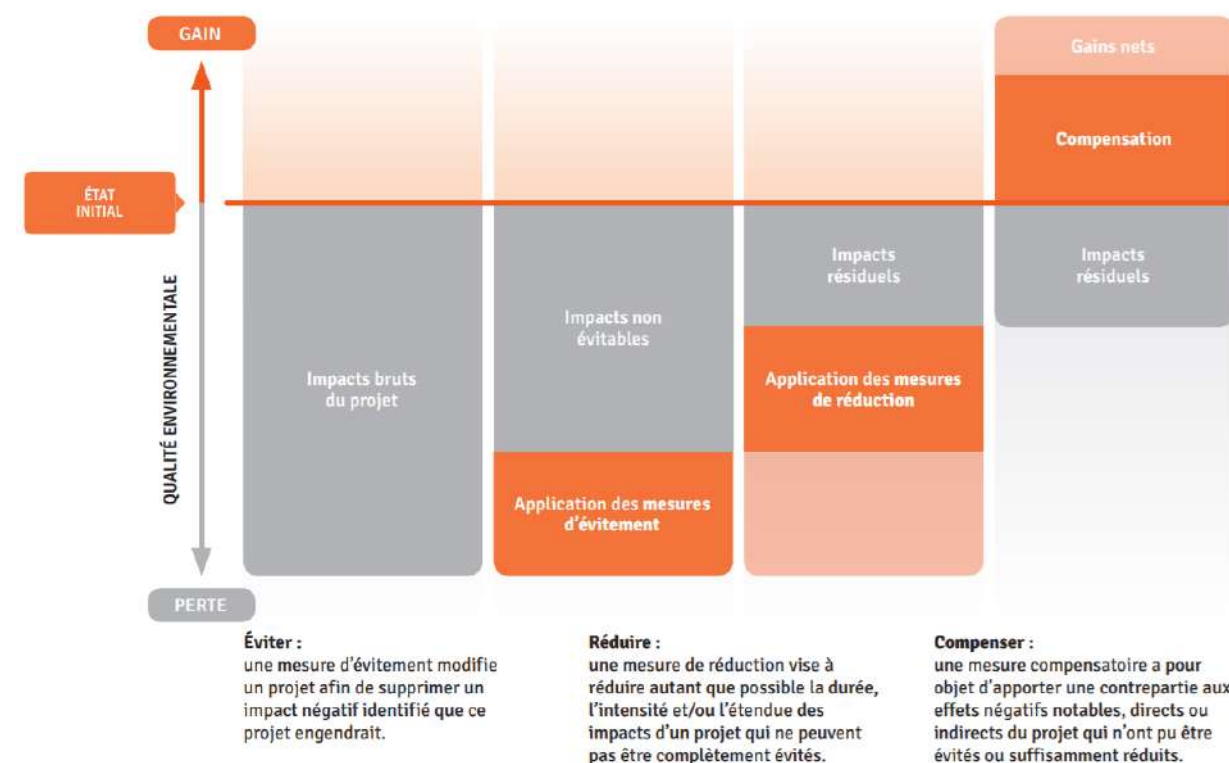 GAIN
ÉTAT
INITIAL
QUALITÉ ENVIRONNEMENTALE
PERTE
Impacts bruts
du projet
Impacts non
évitables
Application des mesures
d'évitement
Impacts
résiduels
Application des mesures
de réduction
Gains nets
Compensation
Impacts
résiduels
Éviter :
une mesure d'évitement modifie
un projet afin de supprimer un
impact négatif identifié que ce
projet engendrait.
Réduire :
une mesure de réduction vise à
réduire autant que possible la durée,
l'intensité et/ou l'étendue des
impacts d'un projet qui ne peuvent
pas être complètement évités.
Compenser :
une mesure compensatoire a pour
objet d'apporter une contrepartie aux
effets négatifs notables, directs ou
indirects du projet qui n'ont pu être
évités ou suffisamment réduits.